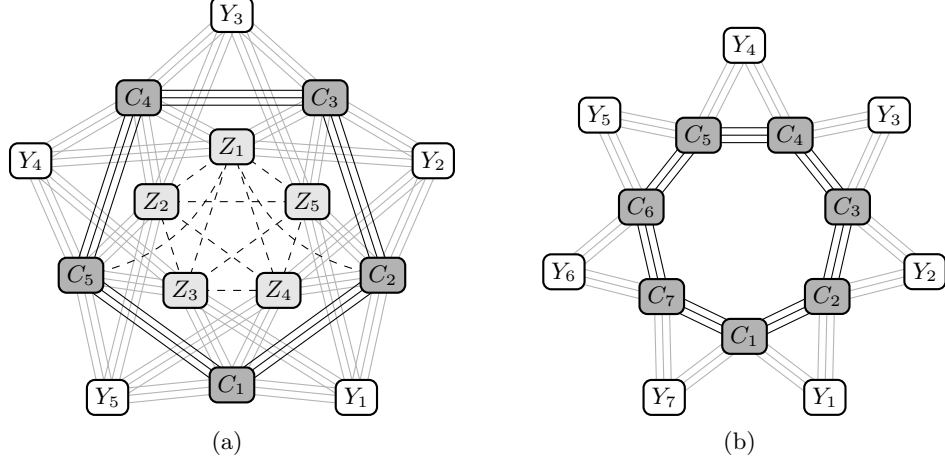 Y₃
C₄ C₃
Y₄ Z₁ Y₂
Z₂ Z₅
C₅ C₂
Z₃ Z₄
Y₅ C₁ Y₁
(a)
Y₄
Y₅ C₅ C₄ Y₃
C₆ C₃
Y₆ C₇ C₂ Y₂
C₁
Y₇ Y₁
(b)